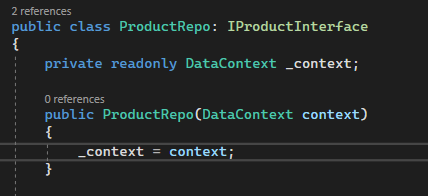 2 references
public class ProductRepo: IProductInterface
{
private readonly DataContext _context;
0 references
public ProductRepo(DataContext context)
{
_context = context;
}